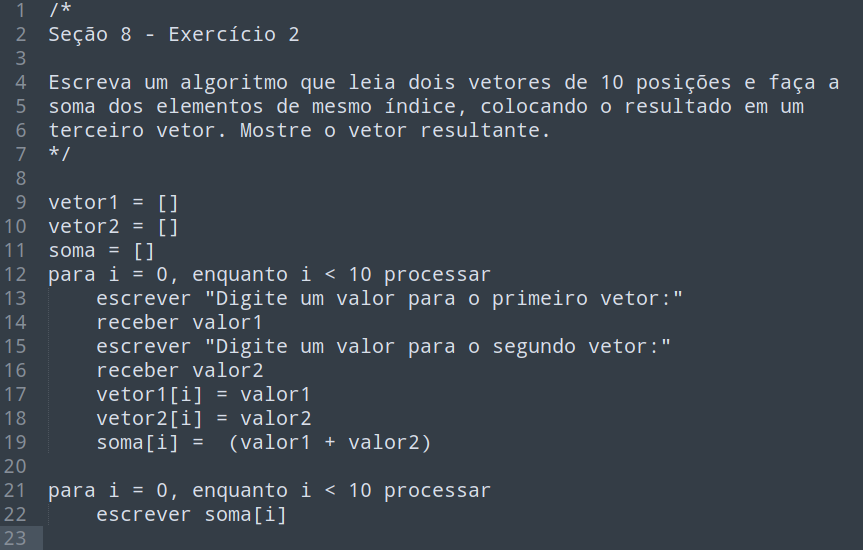 1 /*
2 Seção 8 - Exercício 2
3
4 Escreva um algoritmo que leia dois vetores de 10 posições e faça a
5 soma dos elementos de mesmo índice, colocando o resultado em um
6 terceiro vetor. Mostre o vetor resultante.
7 */
8
9 vetor1 = []
10 vetor2 = []
11 soma = []
12 para i = 0, enquanto i < 10 processar
13     escrever "Digite um valor para o primeiro vetor:"
14     receber valor1
15     escrever "Digite um valor para o segundo vetor:"
16     receber valor2
17     vetor1[i] = valor1
18     vetor2[i] = valor2
19     soma[i] =  (valor1 + valor2)
20
21 para i = 0, enquanto i < 10 processar
22     escrever soma[i]
23